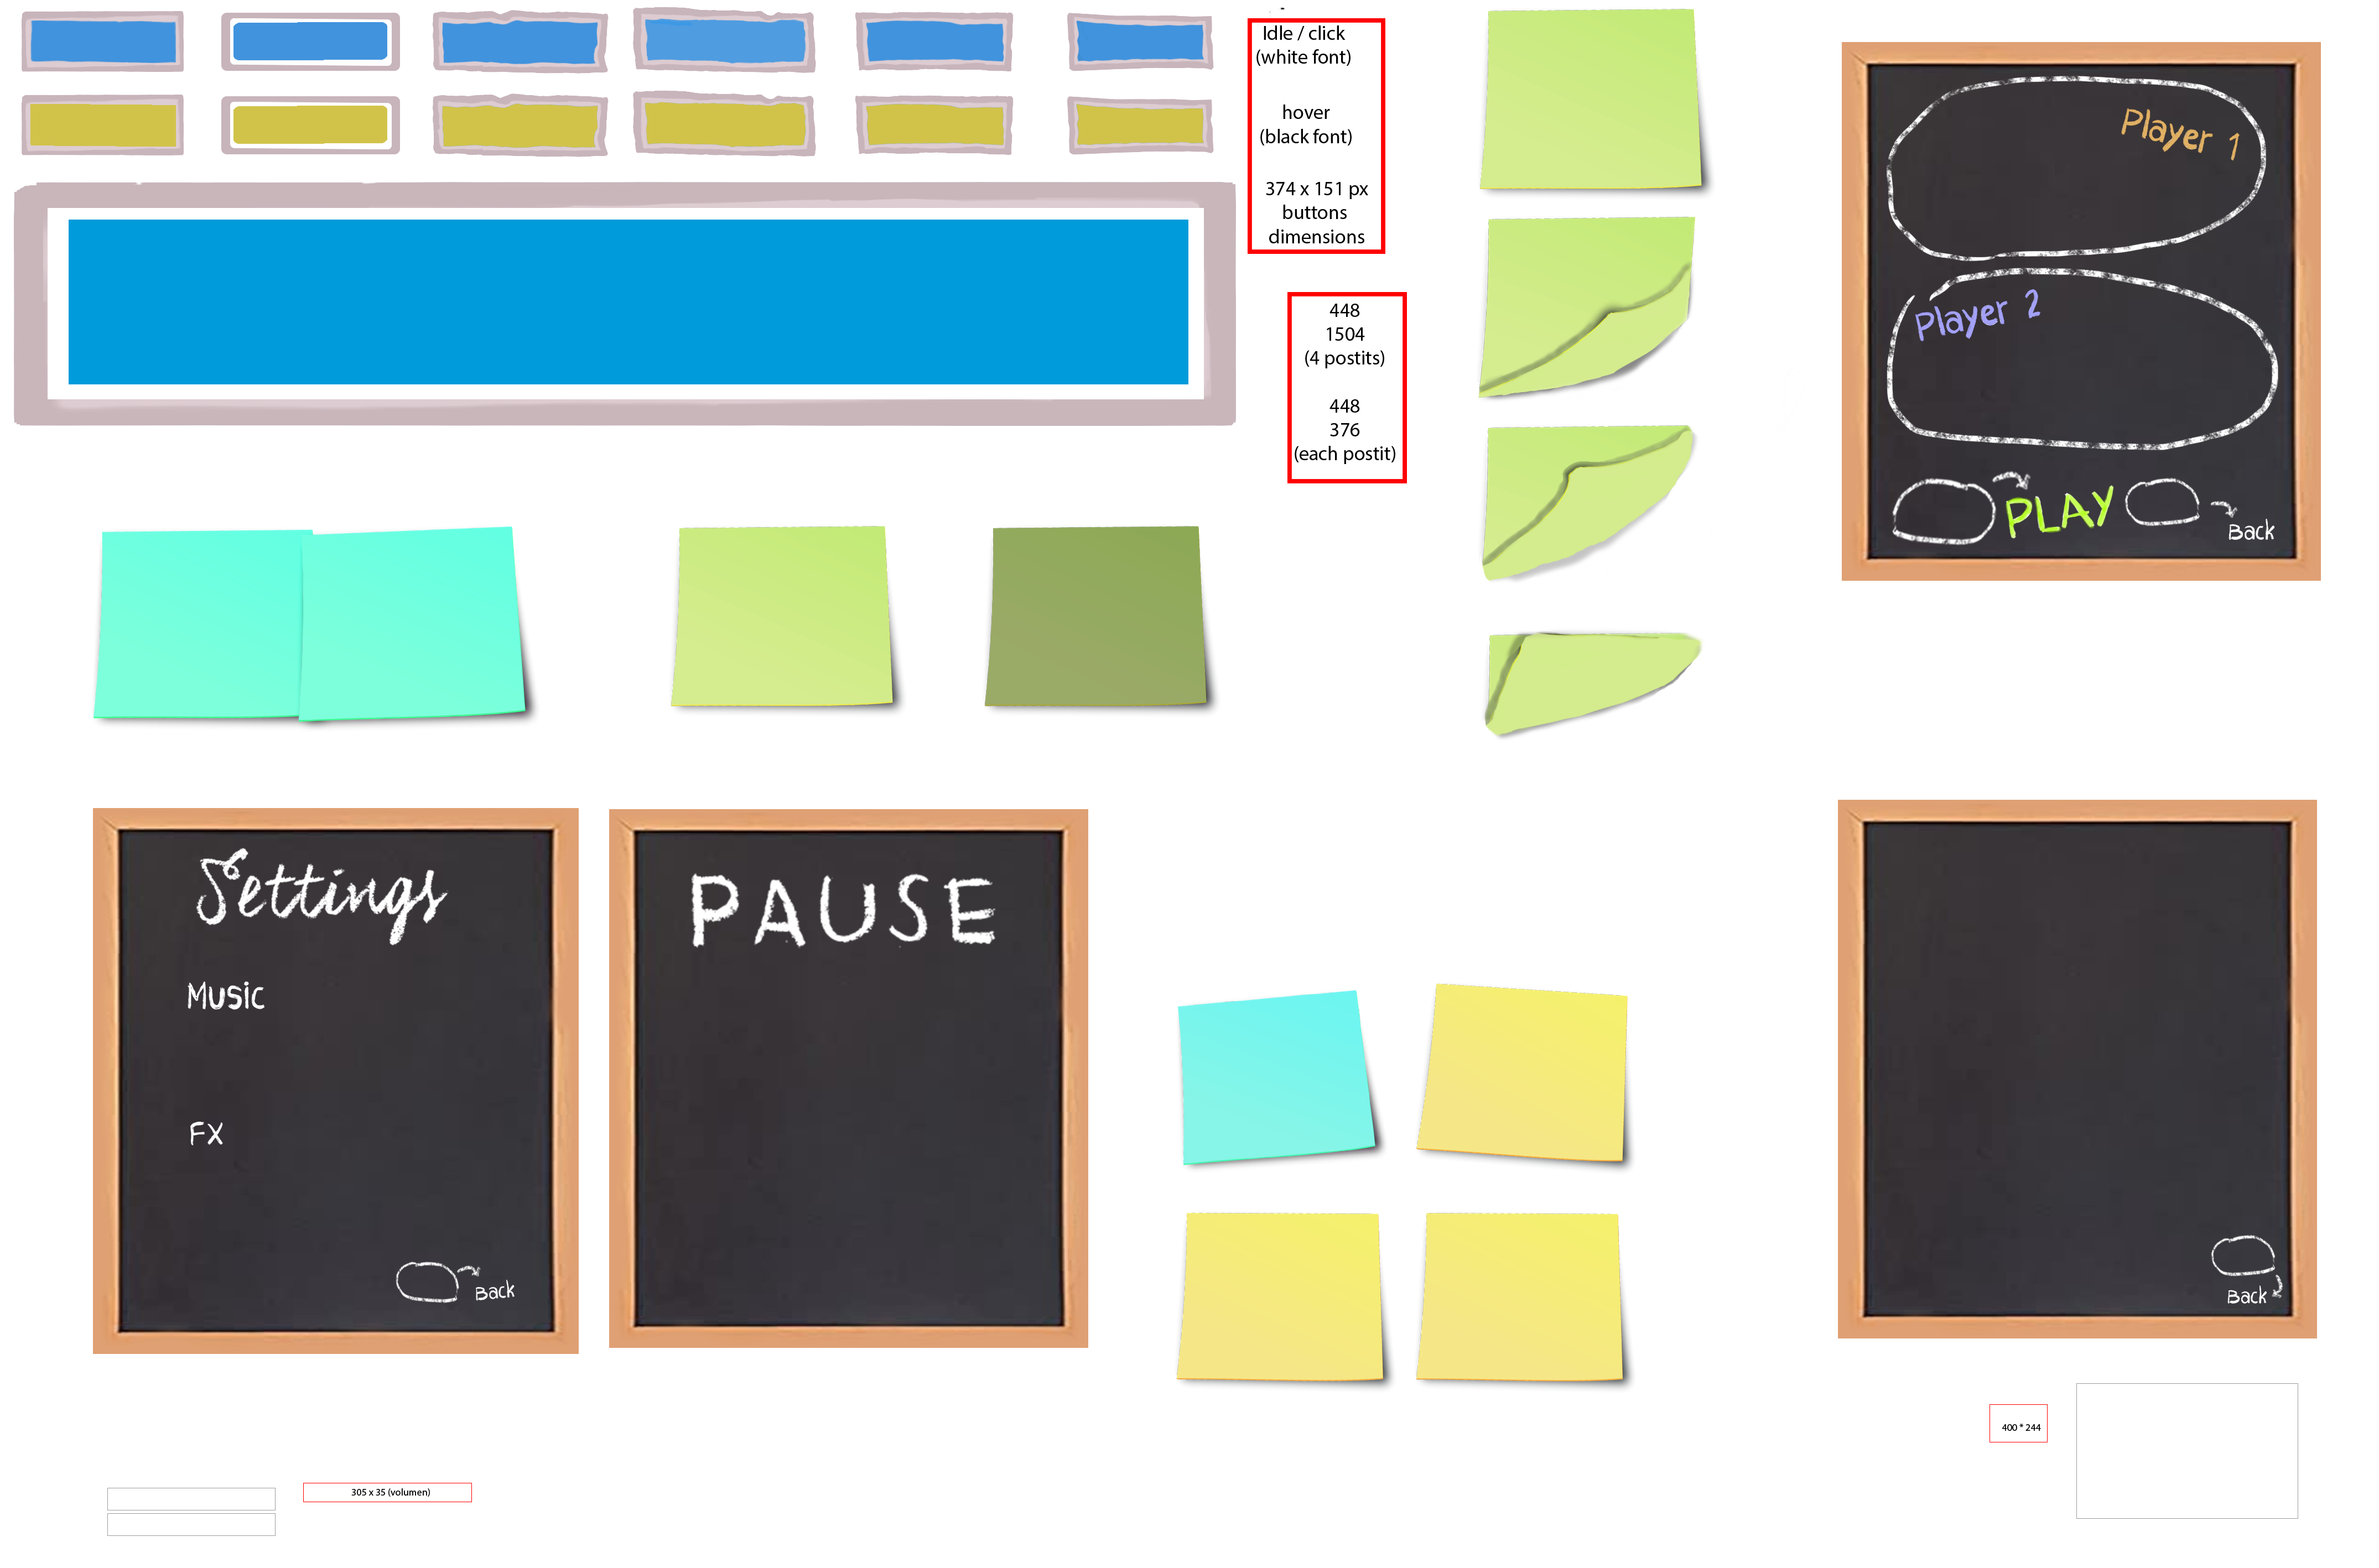 Idle / click
(white font)
hover
(black font)
374 x 151 px
buttons
dimensions
448
1504
(4 postits)
448
376
(each postit)
Player 1
Player 2
PLAY
Back
Settings
Music
FX
Back
PAUSE
Back
400 * 244
305 x 35 (volumen)